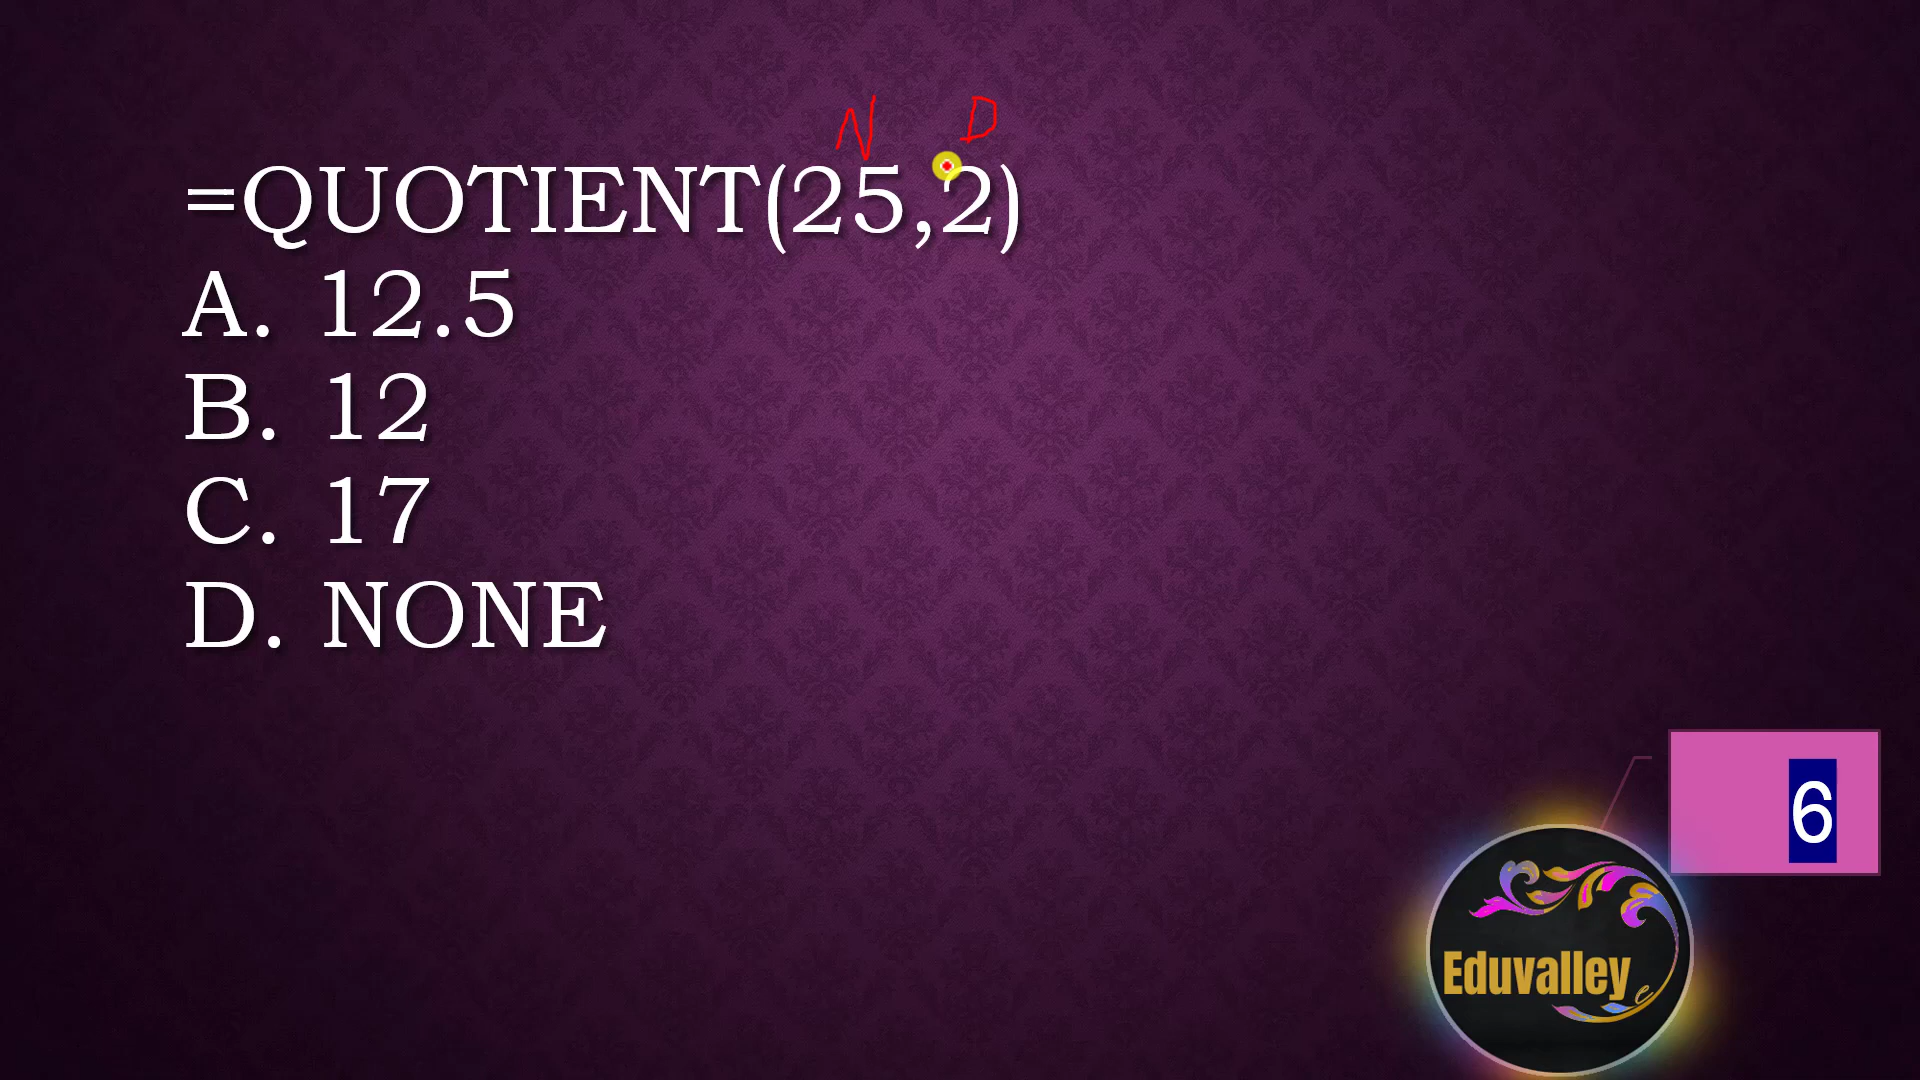 N D
=QUOTIENT(25,2)
A. 12.5
B. 12
C. 17
D. NONE
6
Eduvalley
e